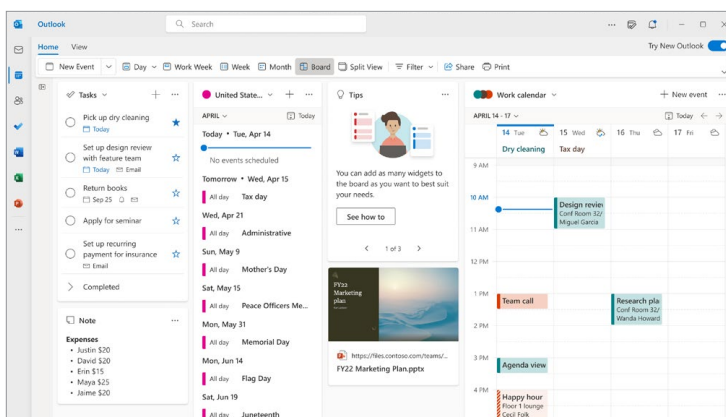 Outlook
Search
Home
View
Try New Outlook
New Event
Day
Work Week
Week
Month
Board
Split View
Filter
Share
Print
Tasks
Pick up dry cleaning
Today
Set up design review
with feature team
Today
Email
Return books
Sep 25
Apply for seminar
Set up recurring
payment for insurance
Email
Completed
Note
Expenses
• Justin $20
• David $20
• Erin $15
• Maya $25
• Jaime $20
United State...
APRIL
Today
Today • Tue, Apr 14
No events scheduled
Tomorrow • Wed, Apr 15
All day Tax day
Wed, Apr 21
All day Administrative
Sun, May 9
All day Mother's Day
Sat, May 15
All day Peace Officers Me...
Mon, May 31
All day Memorial Day
Mon, Jun 14
All day Flag Day
Sat, Jun 19
All day Juneteenth
Tips
You can add as many widgets to
the board as you want to best suit
your needs.
See how to
1 of 3
FY22
Marketing
plan
https://files.contoso.com/teams/...
FY22 Marketing Plan.pptx
Work calendar
New event
APRIL 14 - 17
Today
14 Tue
15 Wed
16 Thu
17 Fri
Dry cleaning
Tax day
9 AM
10 AM
11 AM
12 PM
1 PM
2 PM
3 PM
4 PM
Design review
Conf Room 32/
Miguel Garcia
Team call
Research pla
Conf Room 32/
Wanda Howard
Agenda view
Happy hour
Floor 1 lounge
Cecil Folk